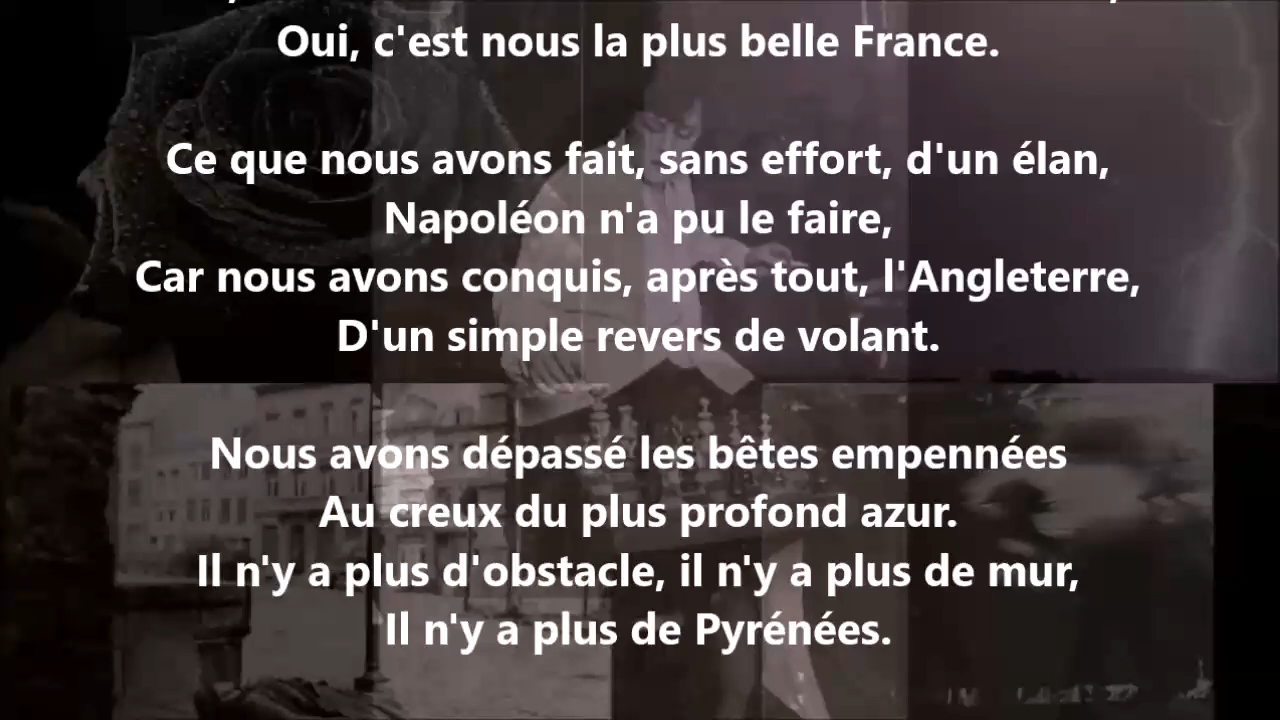 Oui, c'est nous la plus belle France.
Ce que nous avons fait, sans effort, d'un élan,
Napoléon n'a pu le faire,
Car nous avons conquis, après tout, l'Angleterre,
D'un simple revers de volant.
Nous avons dépassé les bêtes empennées
Au creux du plus profond azur.
Il n'y a plus d'obstacle, il n'y a plus de mur,
Il n'y a plus de Pyrénées.